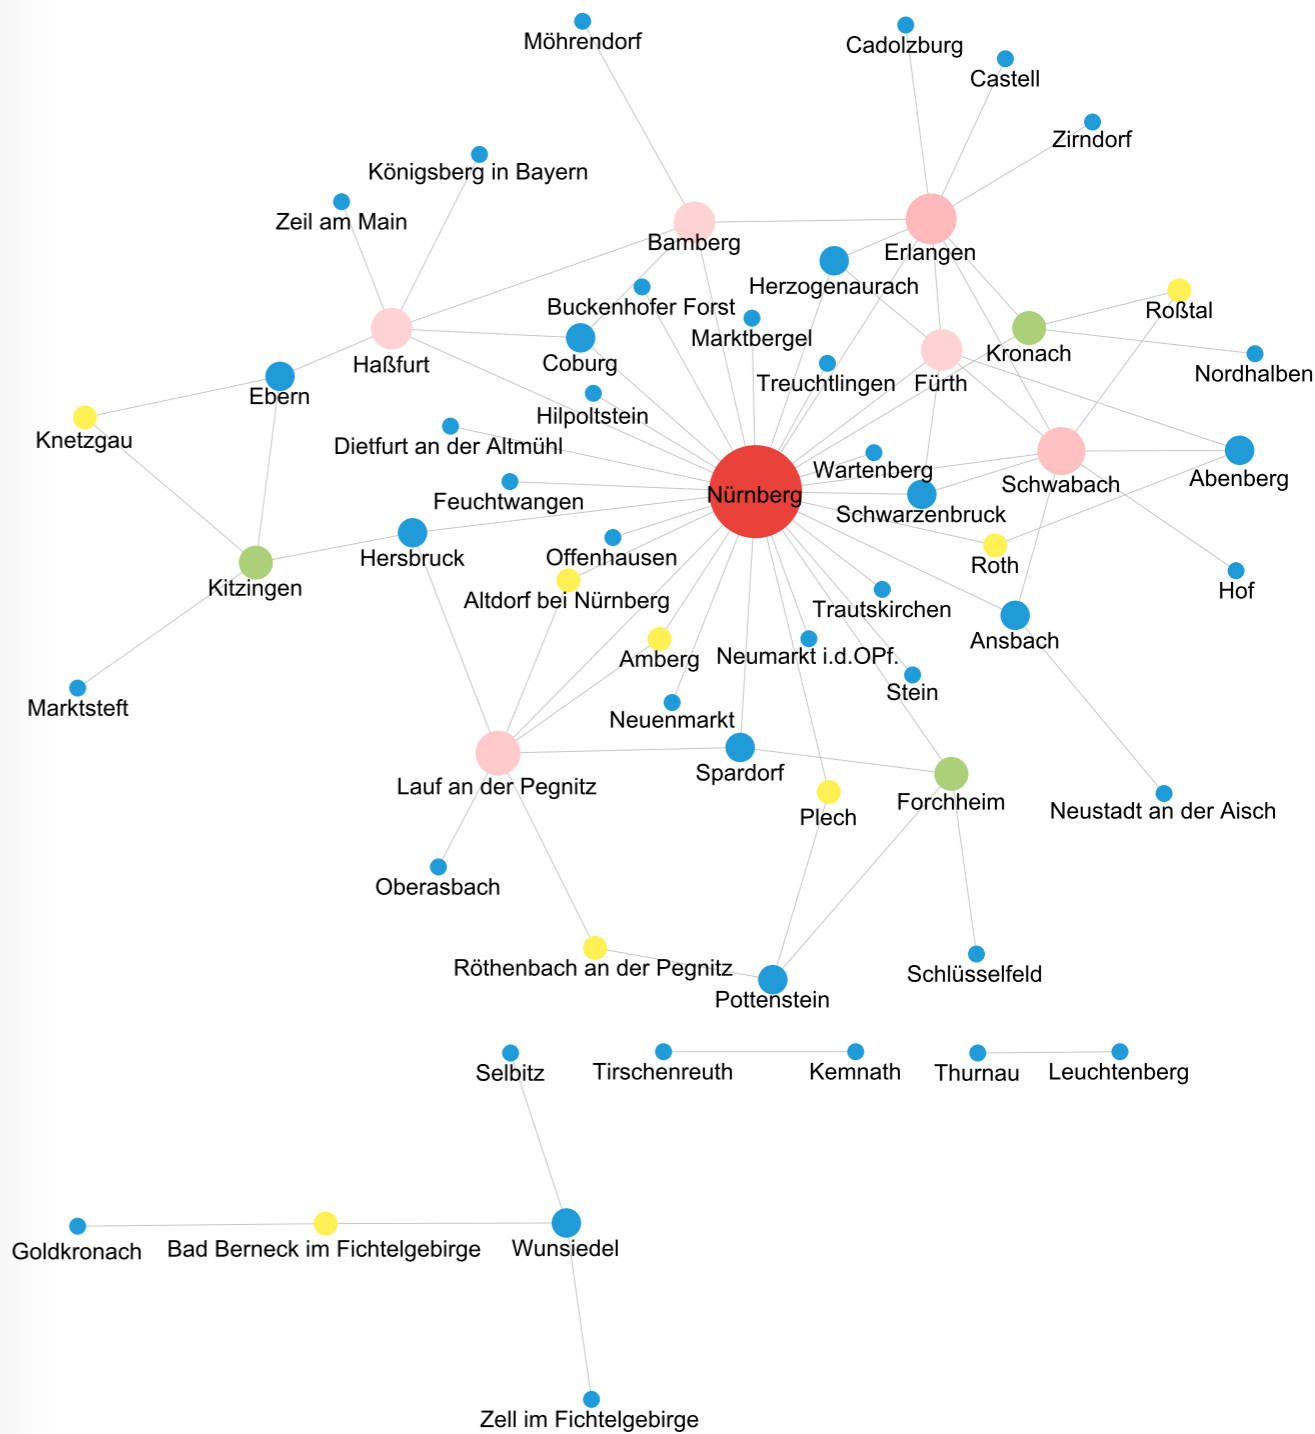 Möhrendorf
Cadolzburg
Castell
Zirndorf
Königsberg in Bayern
Zeil am Main
Bamberg
Erlangen
Herzogenaurach
Buckenhofer Forst
Roßtal
Marktbergel
Haßfurt
Coburg
Kronach
Treuchtlingen
Fürth
Nordhalben
Ebern
Hilpoltstein
Knetzgau
Dietfurt an der Altmühl
Wartenberg
Schwabach
Abenberg
Feuchtwangen
Nürnberg
Schwarzenbruck
Hersbruck
Offenhausen
Roth
Kitzingen
Hof
Altdorf bei Nürnberg
Trautskirchen
Ansbach
Amberg
Neumarkt i.d.OPf.
Stein
Marktsteft
Neuenmarkt
Spardorf
Lauf an der Pegnitz
Forchheim
Plech
Neustadt an der Aisch
Oberasbach
Röthenbach an der Pegnitz
Schlüsselfeld
Pottenstein
Selbitz
Tirschenreuth
Kemnath
Thurnau
Leuchtenberg
Goldkronach
Bad Berneck im Fichtelgebirge
Wunsiedel
Zell im Fichtelgebirge